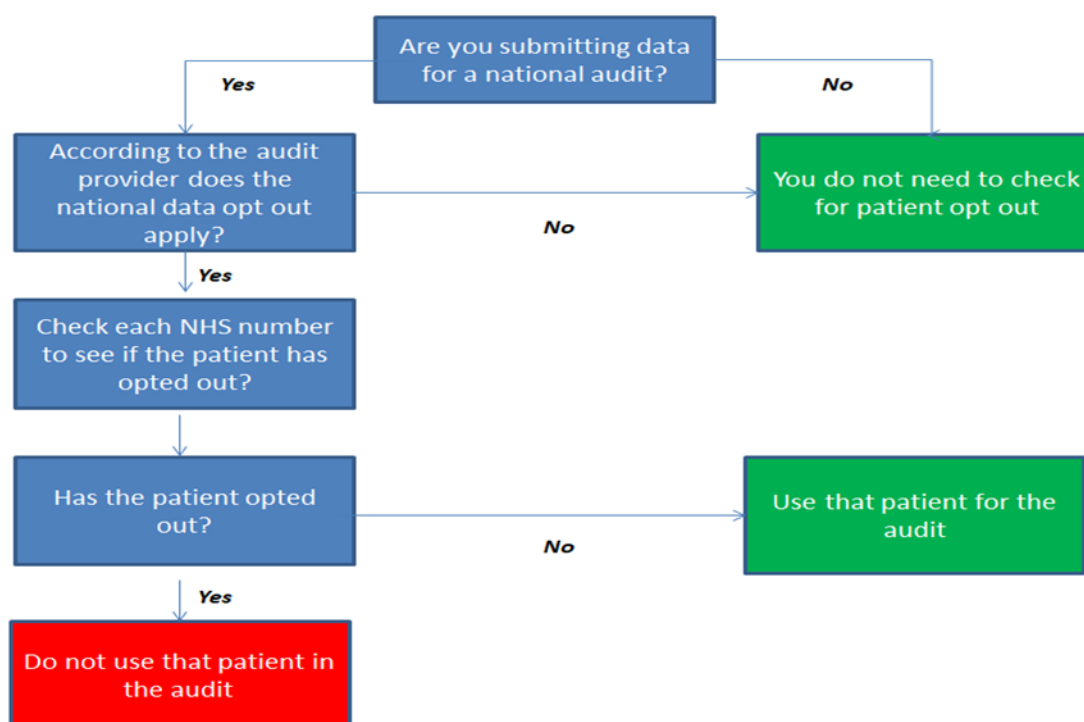 Are you submitting data
for a national audit?
Yes
No
According to the audit
provider does the
national data opt out
apply?
No
You do not need to check
for patient opt out
Yes
Check each NHS number
to see if the patient has
opted out?
Has the patient opted
out?
No
Use that patient for the
audit
Yes
Do not use that patient in
the audit